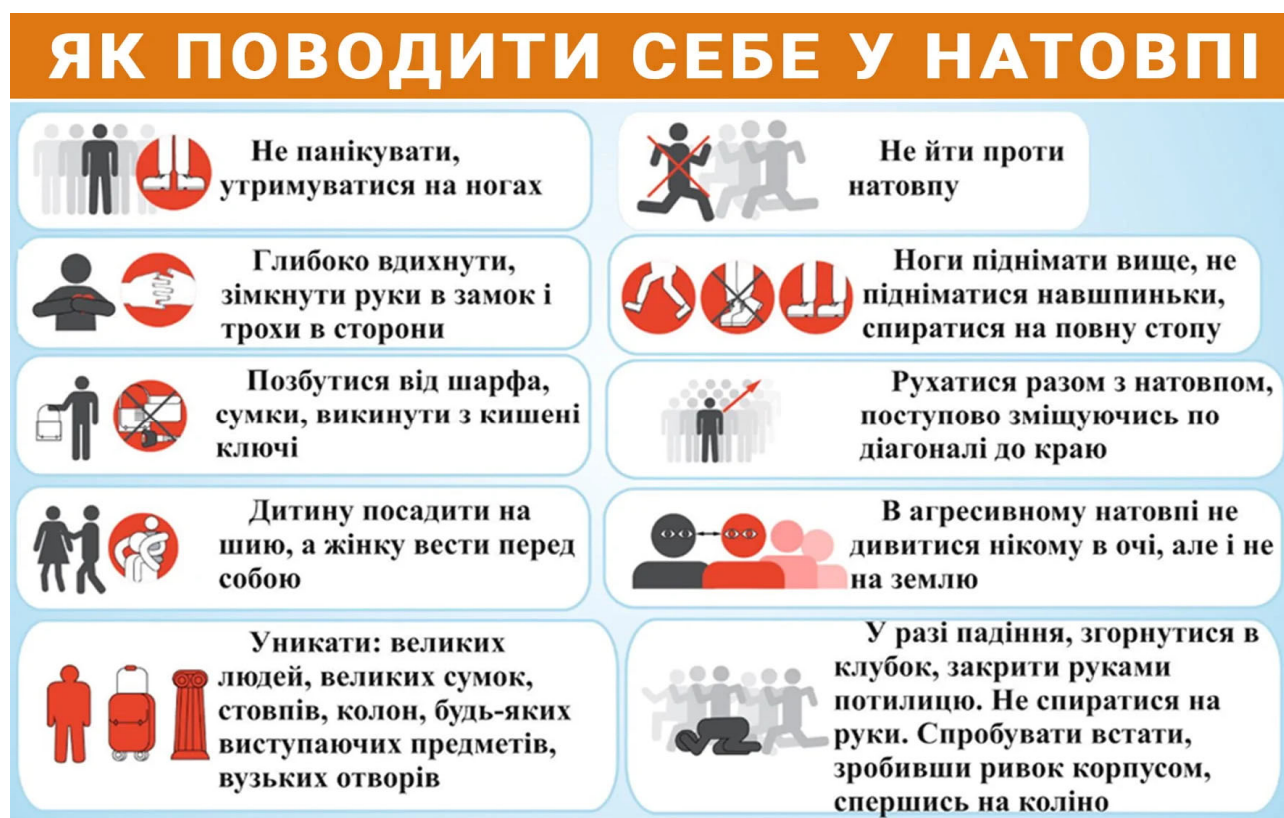 ЯК ПОВОДИТИ СЕБЕ У НАТОВПІ
Не панікувати,
утримуватися на ногах
Не йти проти
натовпу
Глибоко вдихнути,
зімкнути руки в замок і
трохи в сторони
Ноги піднімати вище, не
підніматися навшпиньки,
спиратися на повну стопу
Позбутися від шарфа,
сумки, викинути з кишені
ключі
Рухатися разом з натовпом,
поступово зміщуючись по
діагоналі до краю
Дитину посадити на
шию, а жінку вести перед
собою
В агресивному натовпі не
дивитися нікому в очі, але і не
на землю
Уникати: великих
людей, великих сумок,
стовпів, колон, будь-яких
виступаючих предметів,
вузьких отворів
У разі падіння, згорнутися в
клубок, закрити руками
потилицю. Не спиратися на
руки. Спробувати встати,
зробивши ривок корпусом,
спершись на коліно